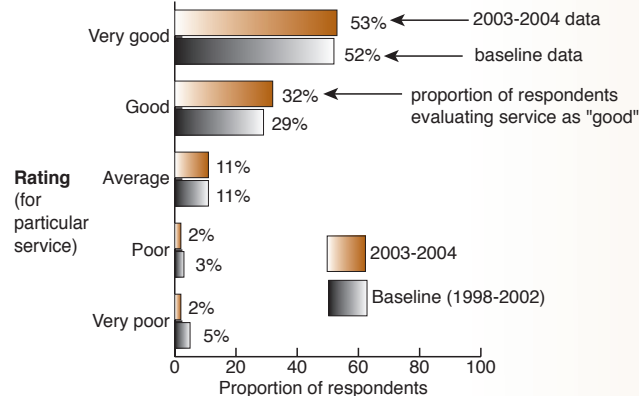 Very good
53%
2003-2004 data
52%
baseline data
Good
32%
proportion of respondents
evaluating service as "good"
29%
Rating
(for
particular
service)
Average
11%
11%
Poor
2%
3%
2003-2004
Baseline (1998-2002)
Very poor
2%
5%
0
20
40
60
80
100
Proportion of respondents